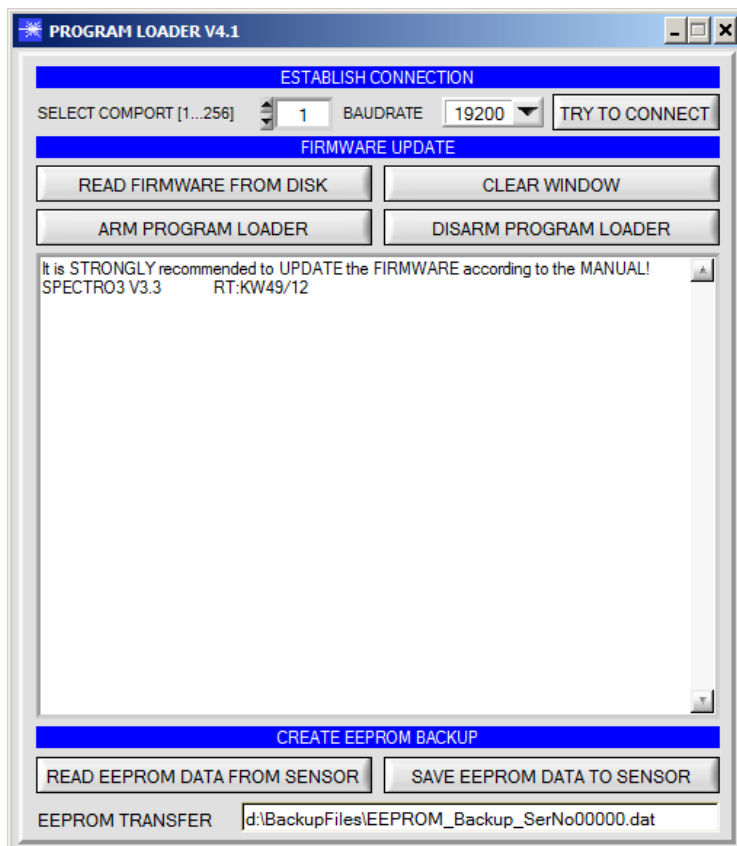 PROGRAM LOADER V4.1
ESTABLISH CONNECTION
SELECT COMPORT [1...256] 1 BAUDRATE 19200 TRY TO CONNECT
FIRMWARE UPDATE
READ FIRMWARE FROM DISK CLEAR WINDOW
ARM PROGRAM LOADER DISARM PROGRAM LOADER
It is STRONGLY recommended to UPDATE the FIRMWARE according to the MANUAL!
SPECTRO3 V3.3 RT:KW49/12
CREATE EEPROM BACKUP
READ EEPROM DATA FROM SENSOR SAVE EEPROM DATA TO SENSOR
EEPROM TRANSFER d:\BackupFiles\EEPROM_Backup_SerNo00000.dat